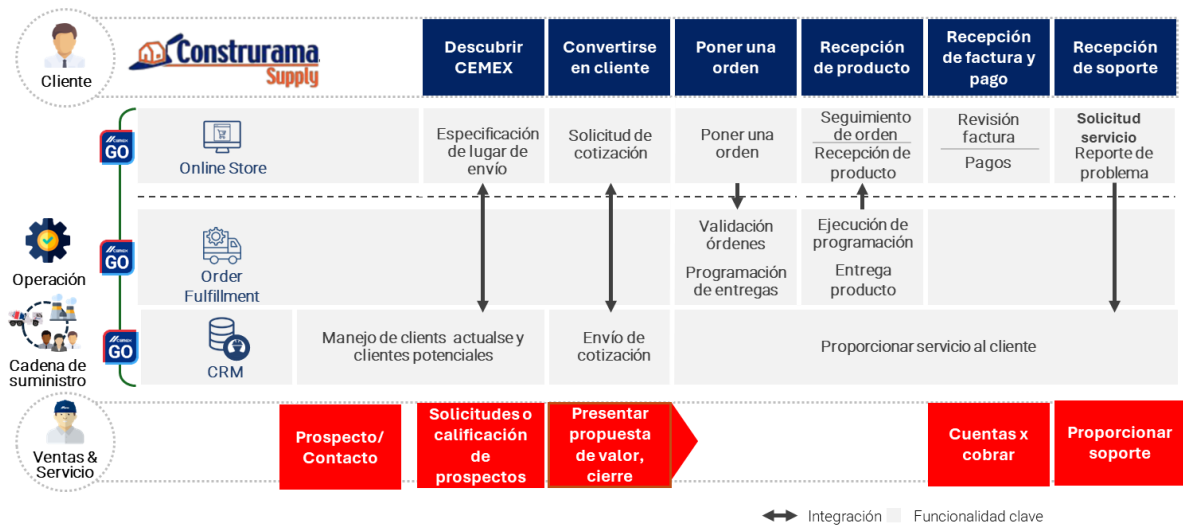 Cliente
Construrama
Supply
Descubrir
CEMEX
Convertirse
en cliente
Poner una
orden
Recepción
de producto
Recepción
de factura y
pago
Recepción
de soporte
CEMEX
GO
Online Store
Especificación
de lugar de
envío
Solicitud de
cotización
Poner una
orden
Seguimiento
de orden
Recepción de
producto
Revisión
factura
Pagos
Solicitud
servicio
Reporte de
problema
Operación
CEMEX
GO
Order
Fulfillment
Validación
órdenes
Programación
de entregas
Ejecución de
programación
Entrega
producto
Cadena de
suministro
CEMEX
GO
CRM
Manejo de clients actualse y
clientes potenciales
Envío de
cotización
Proporcionar servicio al cliente
Ventas &
Servicio
Prospecto/
Contacto
Solicitudes o
calificación
de
prospectos
Presentar
propuesta
de valor,
cierre
Cuentas x
cobrar
Proporcionar
soporte
Integración
Funcionalidad clave